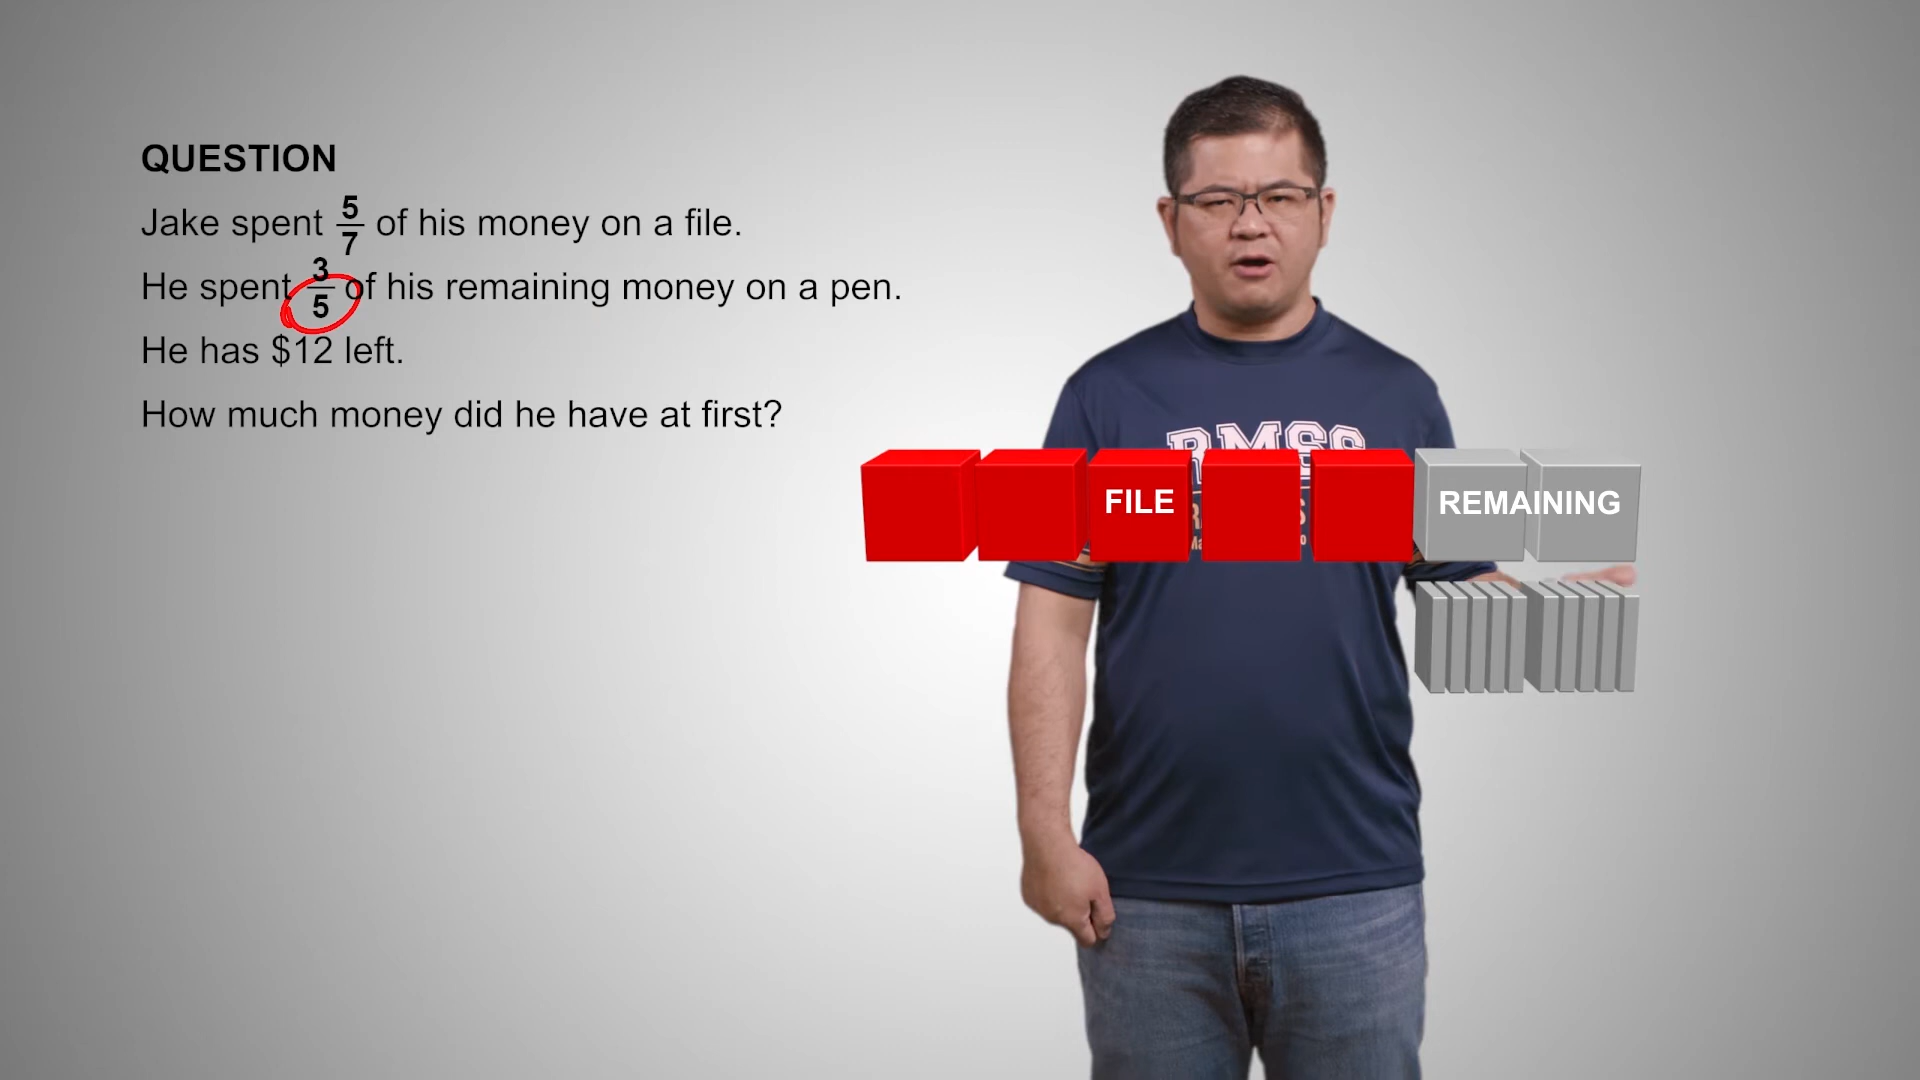 QUESTION
Jake spent 5/7 of his money on a file.
He spent 3/5 of his remaining money on a pen.
He has $12 left.
How much money did he have at first?
RMSS
FILE
REMAINING